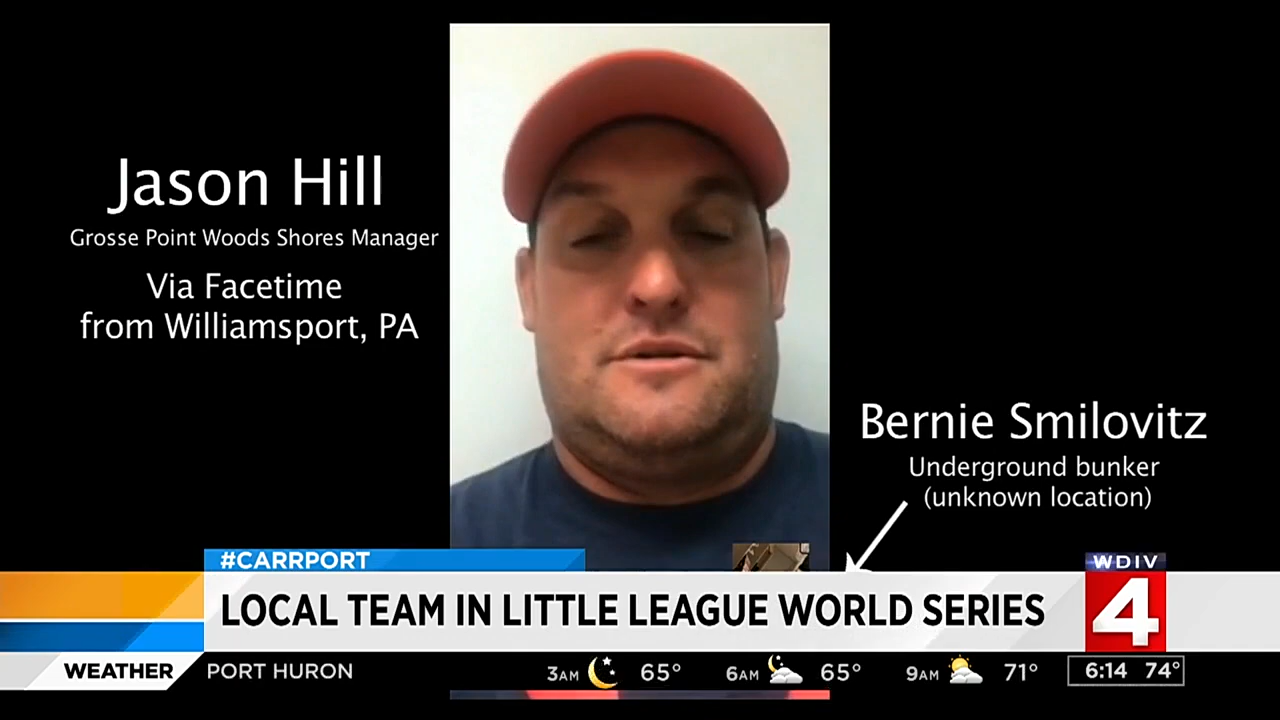 Jason Hill
Grosse Point Woods Shores Manager
Via Facetime
from Williamsport, PA
Bernie Smilovitz
Underground bunker
(unknown location)
#CARRPORT
LOCAL TEAM IN LITTLE LEAGUE WORLD SERIES
WDIV
4
WEATHER PORT HURON 3AM 65° 6AM 65° 9AM 71° 6:14 74°